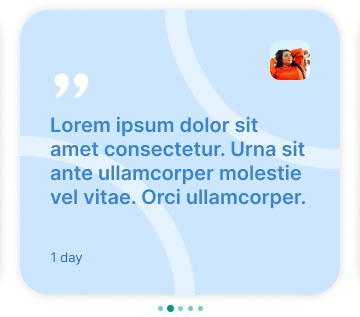 ”
Lorem ipsum dolor sit
amet consectetur. Urna sit
ante ullamcorper molestie
vel vitae. Orci ullamcorper.
1 day